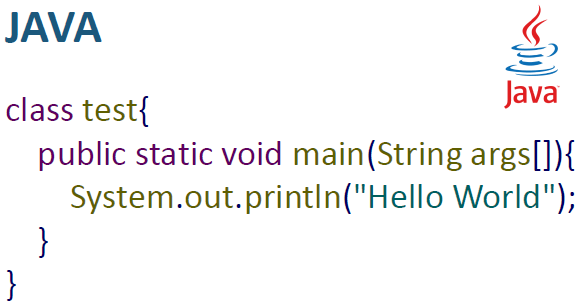 JAVA
Java
class test{
public static void main(String args[]){
System.out.println("Hello World");
}
}